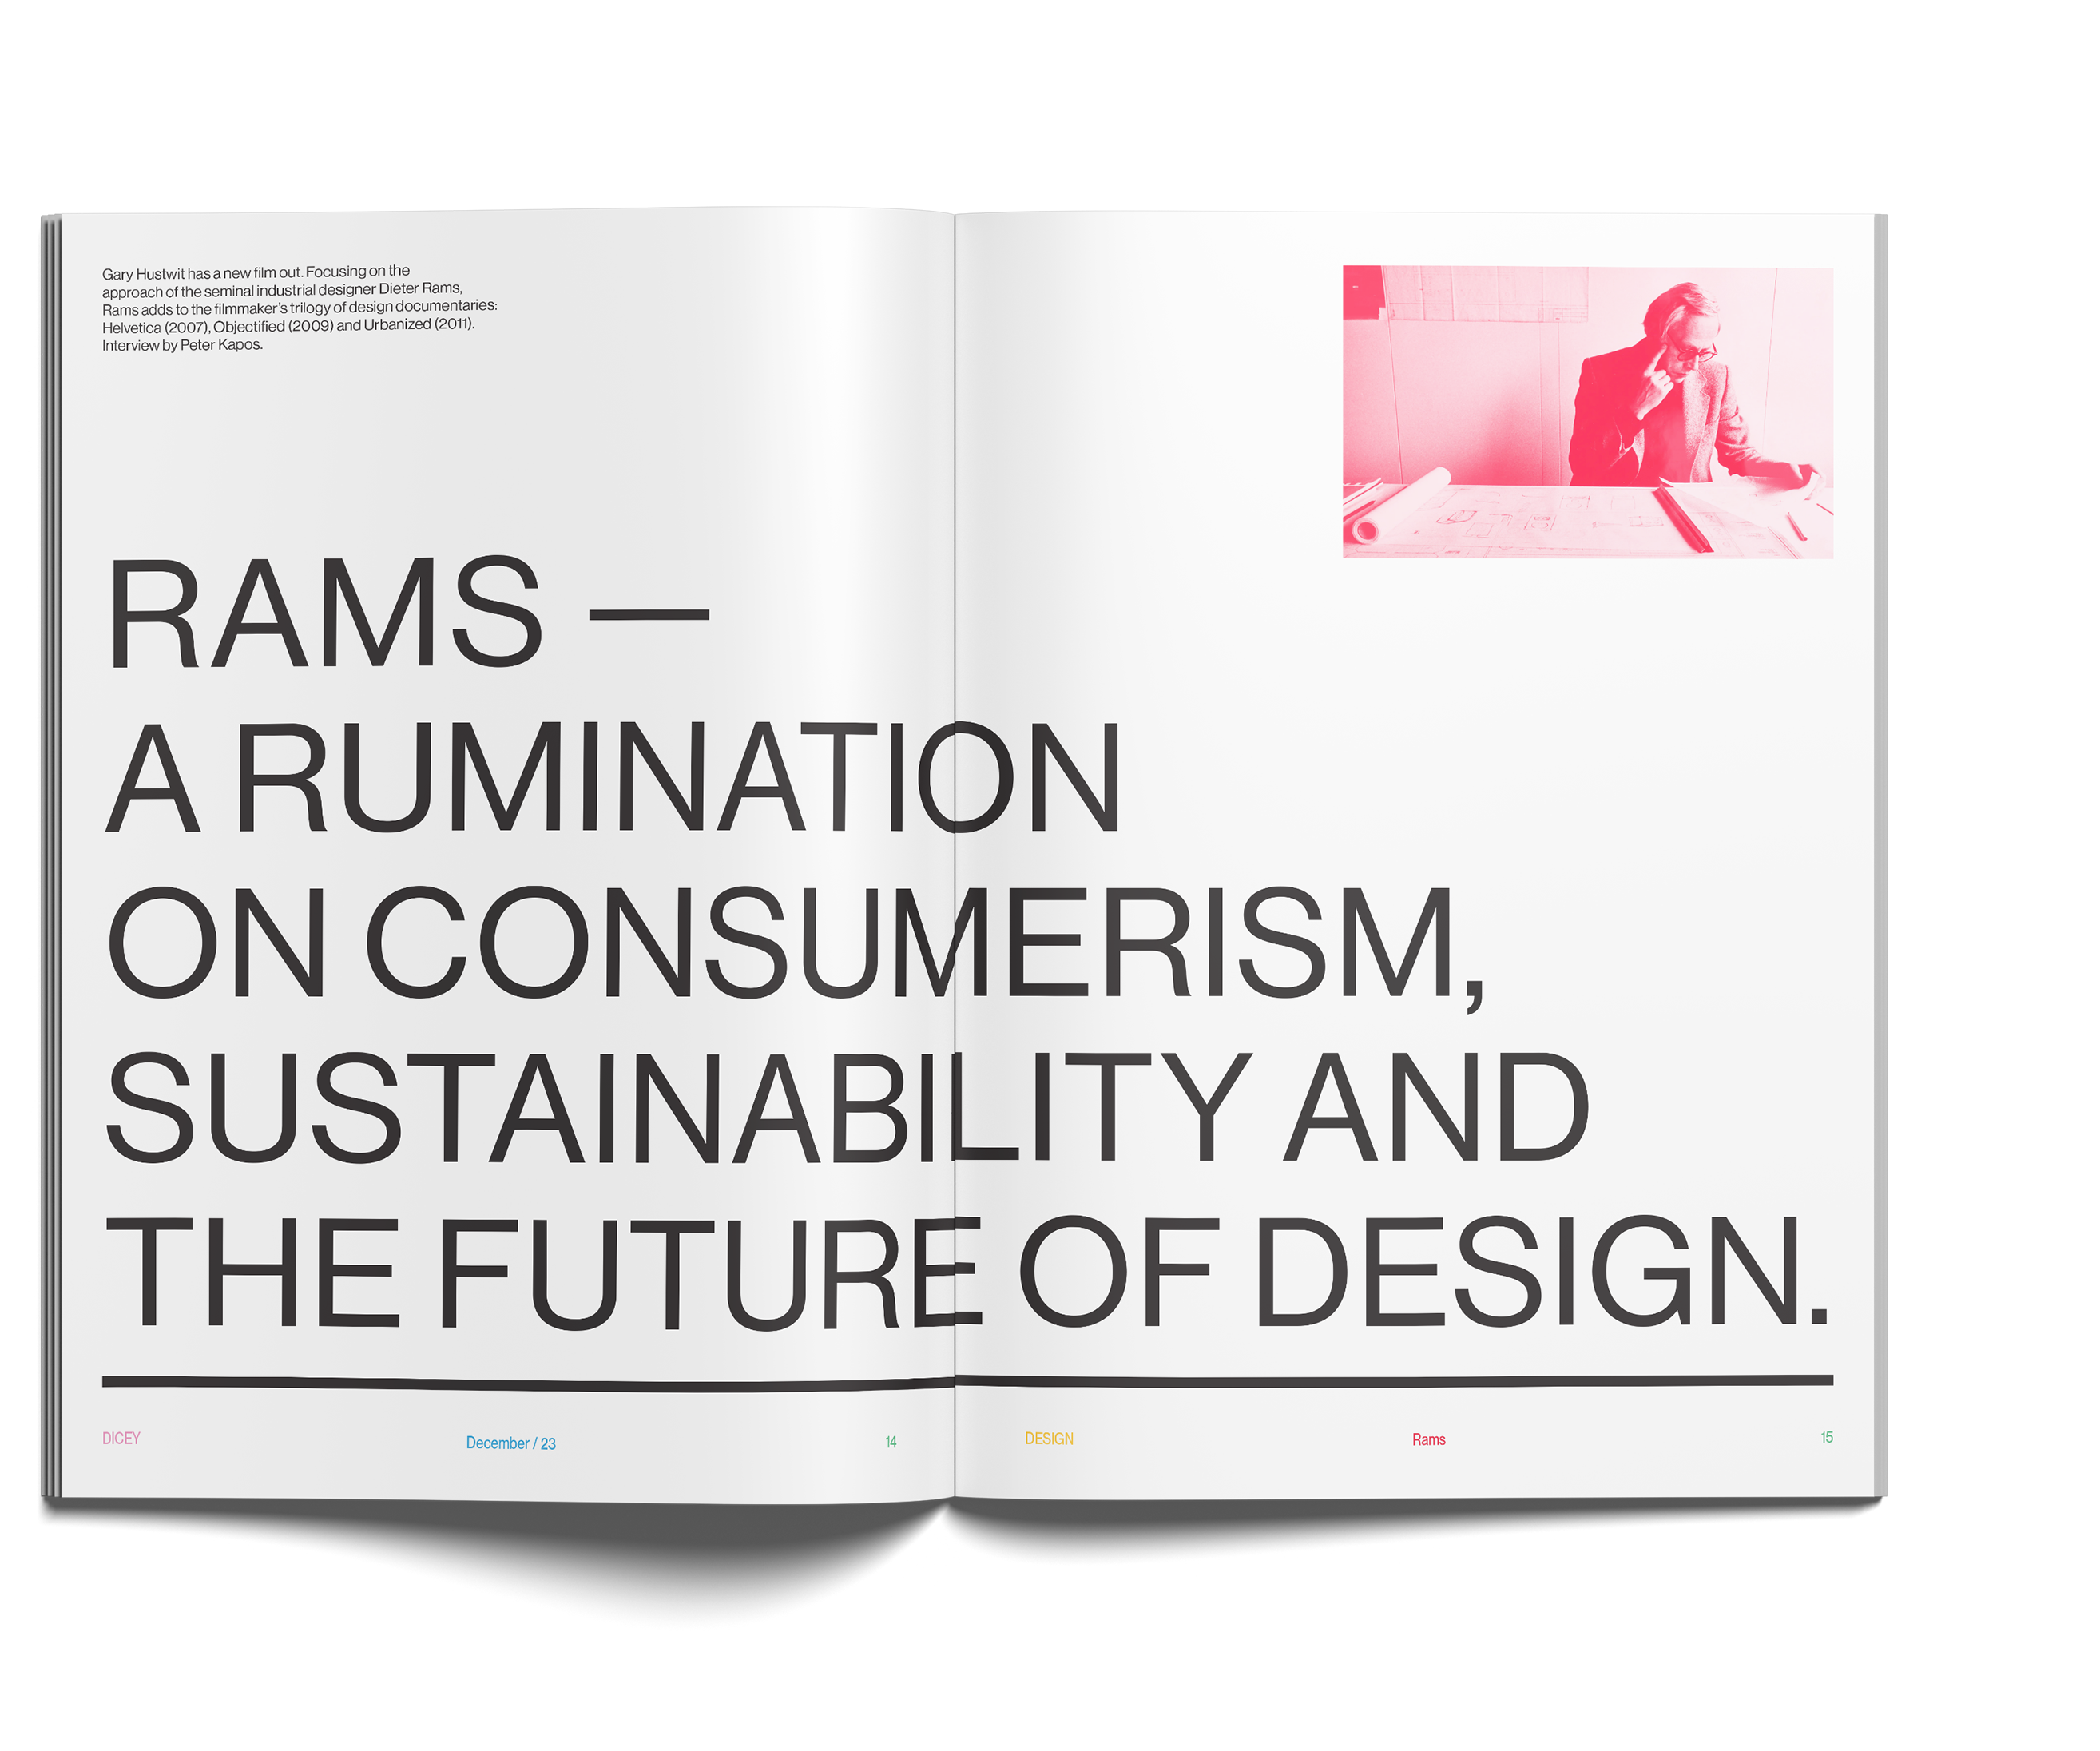 Gary Hustwit has a new film out. Focusing on the
approach of the seminal industrial designer Dieter Rams,
Rams adds to the filmmaker's trilogy of design documentaries:
Helvetica (2007), Objectified (2009) and Urbanized (2011).
Interview by Peter Kapos.
RAMS —
A RUMINATION
ON CONSUMERISM,
SUSTAINABILITY AND
THE FUTURE OF DESIGN.
DICEY
December / 23
14
DESIGN
Rams
15